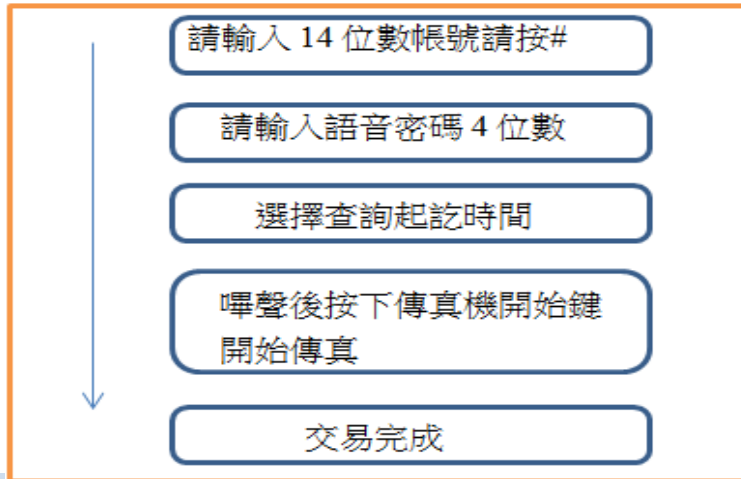 請輸入 14 位數帳號請按#
請輸入語音密碼 4 位數
選擇查詢起訖時間
嗶聲後按下傳真機開始鍵
開始傳真
交易完成